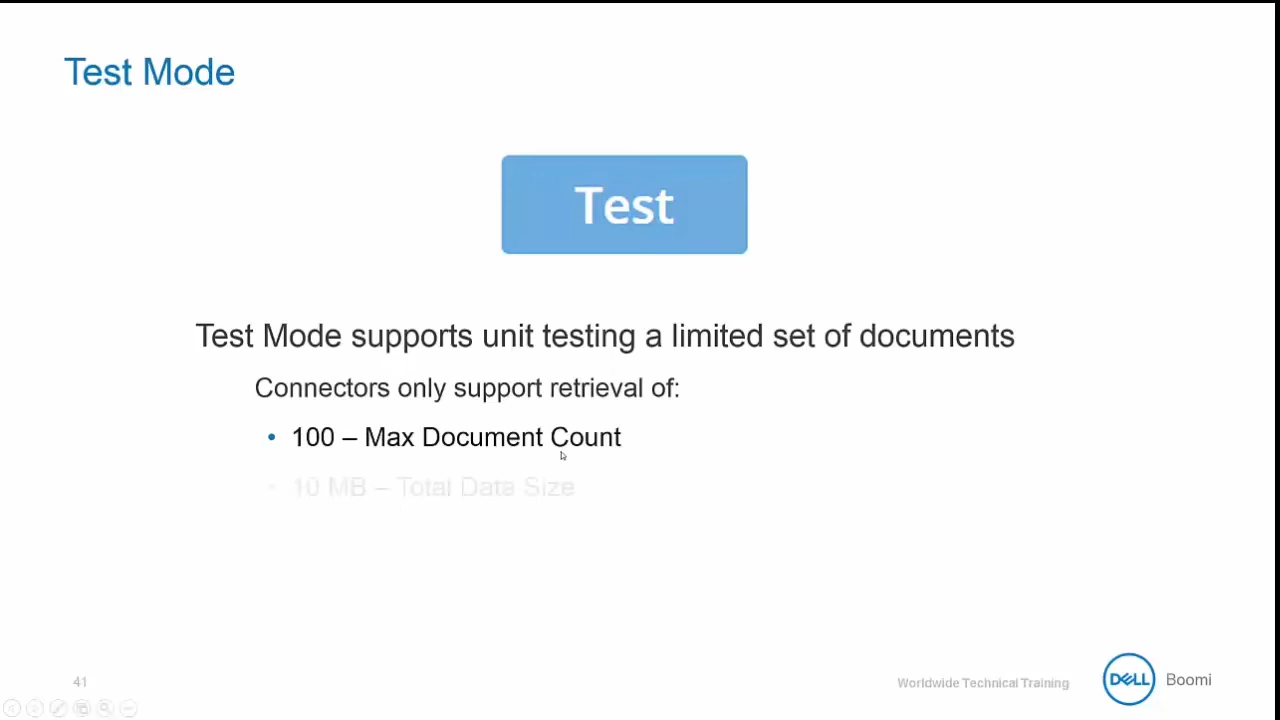 Test Mode
Test
Test Mode supports unit testing a limited set of documents
Connectors only support retrieval of:
• 100 – Max Document Count
• 10 MB – Total Data Size
41
Worldwide Technical Training
DELL Boomi